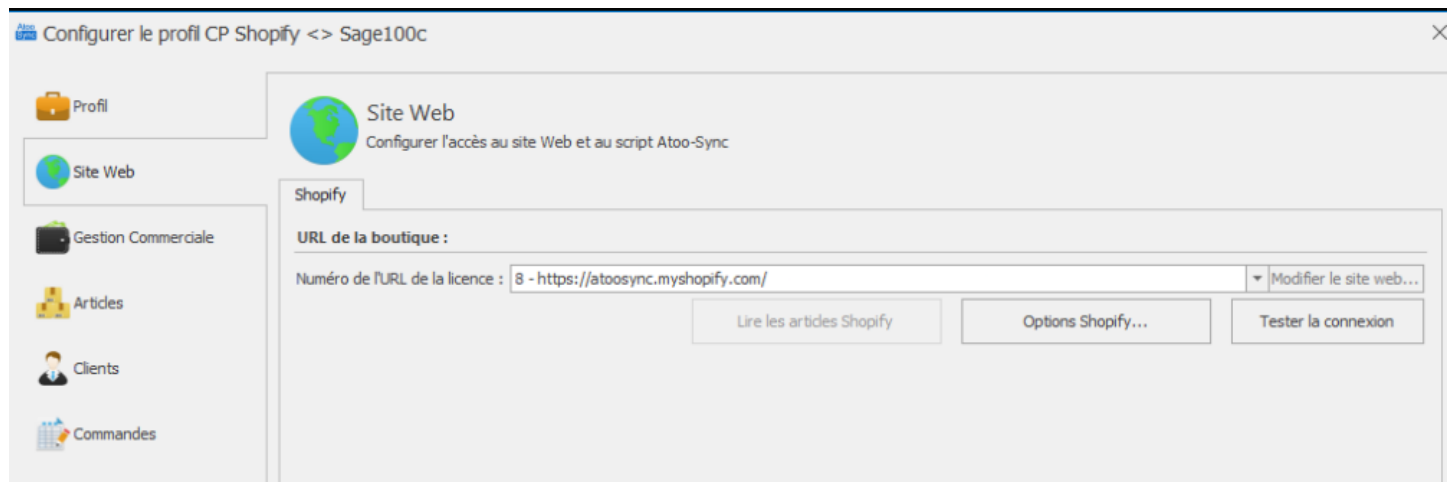 Atoo Sync Configurer le profil CP Shopify <> Sage100c
Profil
Site Web
Gestion Commerciale
Articles
Clients
Commandes
Site Web
Configurer l'accès au site Web et au script Atoo-Sync
Shopify
URL de la boutique :
Numéro de l'URL de la licence : 8 - https://atoosync.myshopify.com/ Modifier le site web...
Lire les articles Shopify Options Shopify... Tester la connexion